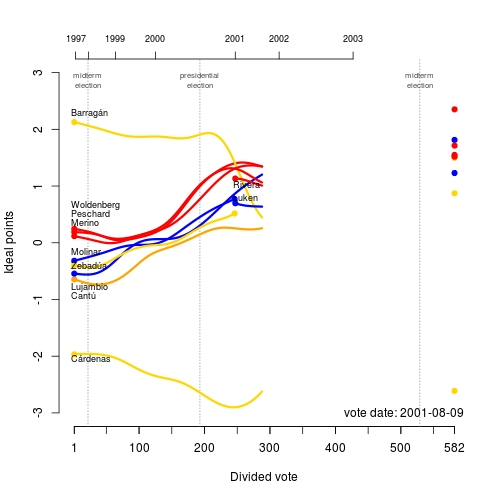 1997 1999 2000 2001 2002 2003
midterm election
presidential election
midterm election
3
2
1
0
-1
-2
-3
Ideal points
Barragán
Rivera
Woldenberg
Peschard
Merino
Molinar
Zebadúa
Lujambio
Cantú
Cárdenas
vote date: 2001-08-09
1 100 200 300 400 500 582
Divided vote